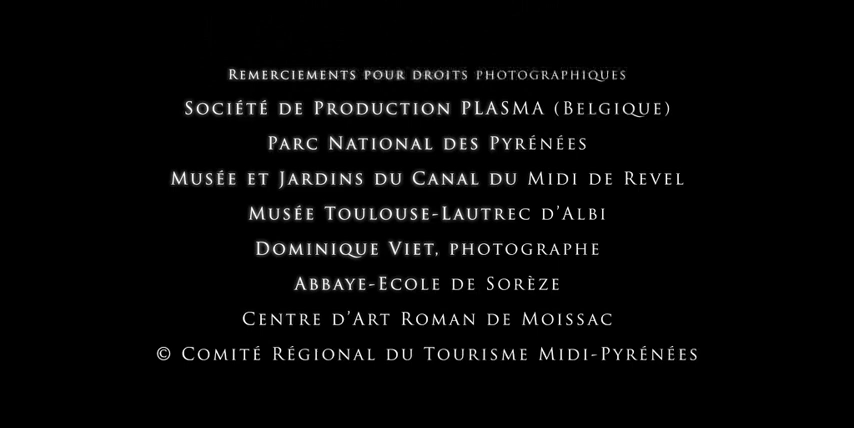 Remerciements pour droits photographiques
Société de Production PLASMA (Belgique)
Parc National des Pyrénées
Musée et Jardins du Canal du Midi de Revel
Musée Toulouse-Lautrec d'Albi
Dominique Viet, photographe
Abbaye-Ecole de Sorèze
Centre d'Art Roman de Moissac
© Comité Régional du Tourisme Midi-Pyrénées